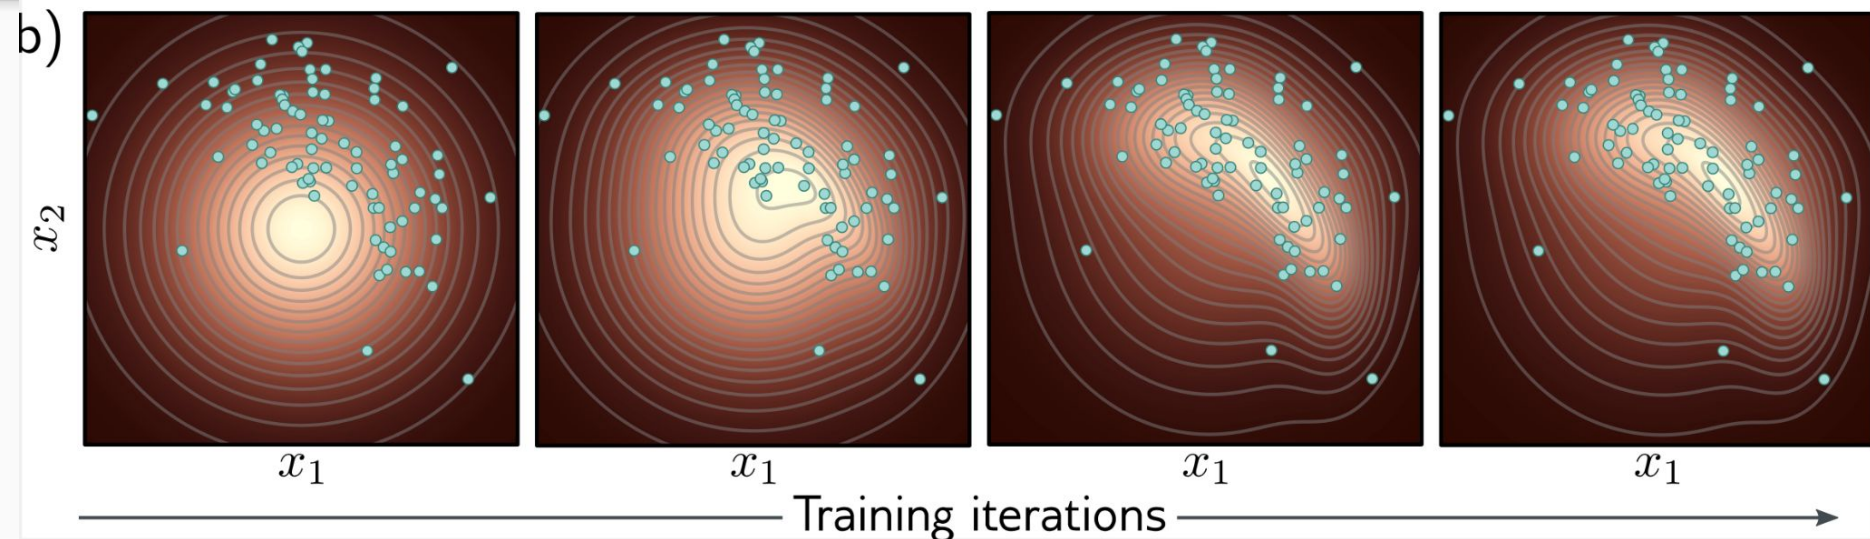 b)
x₂
x₁ x₁ x₁ x₁
Training iterations